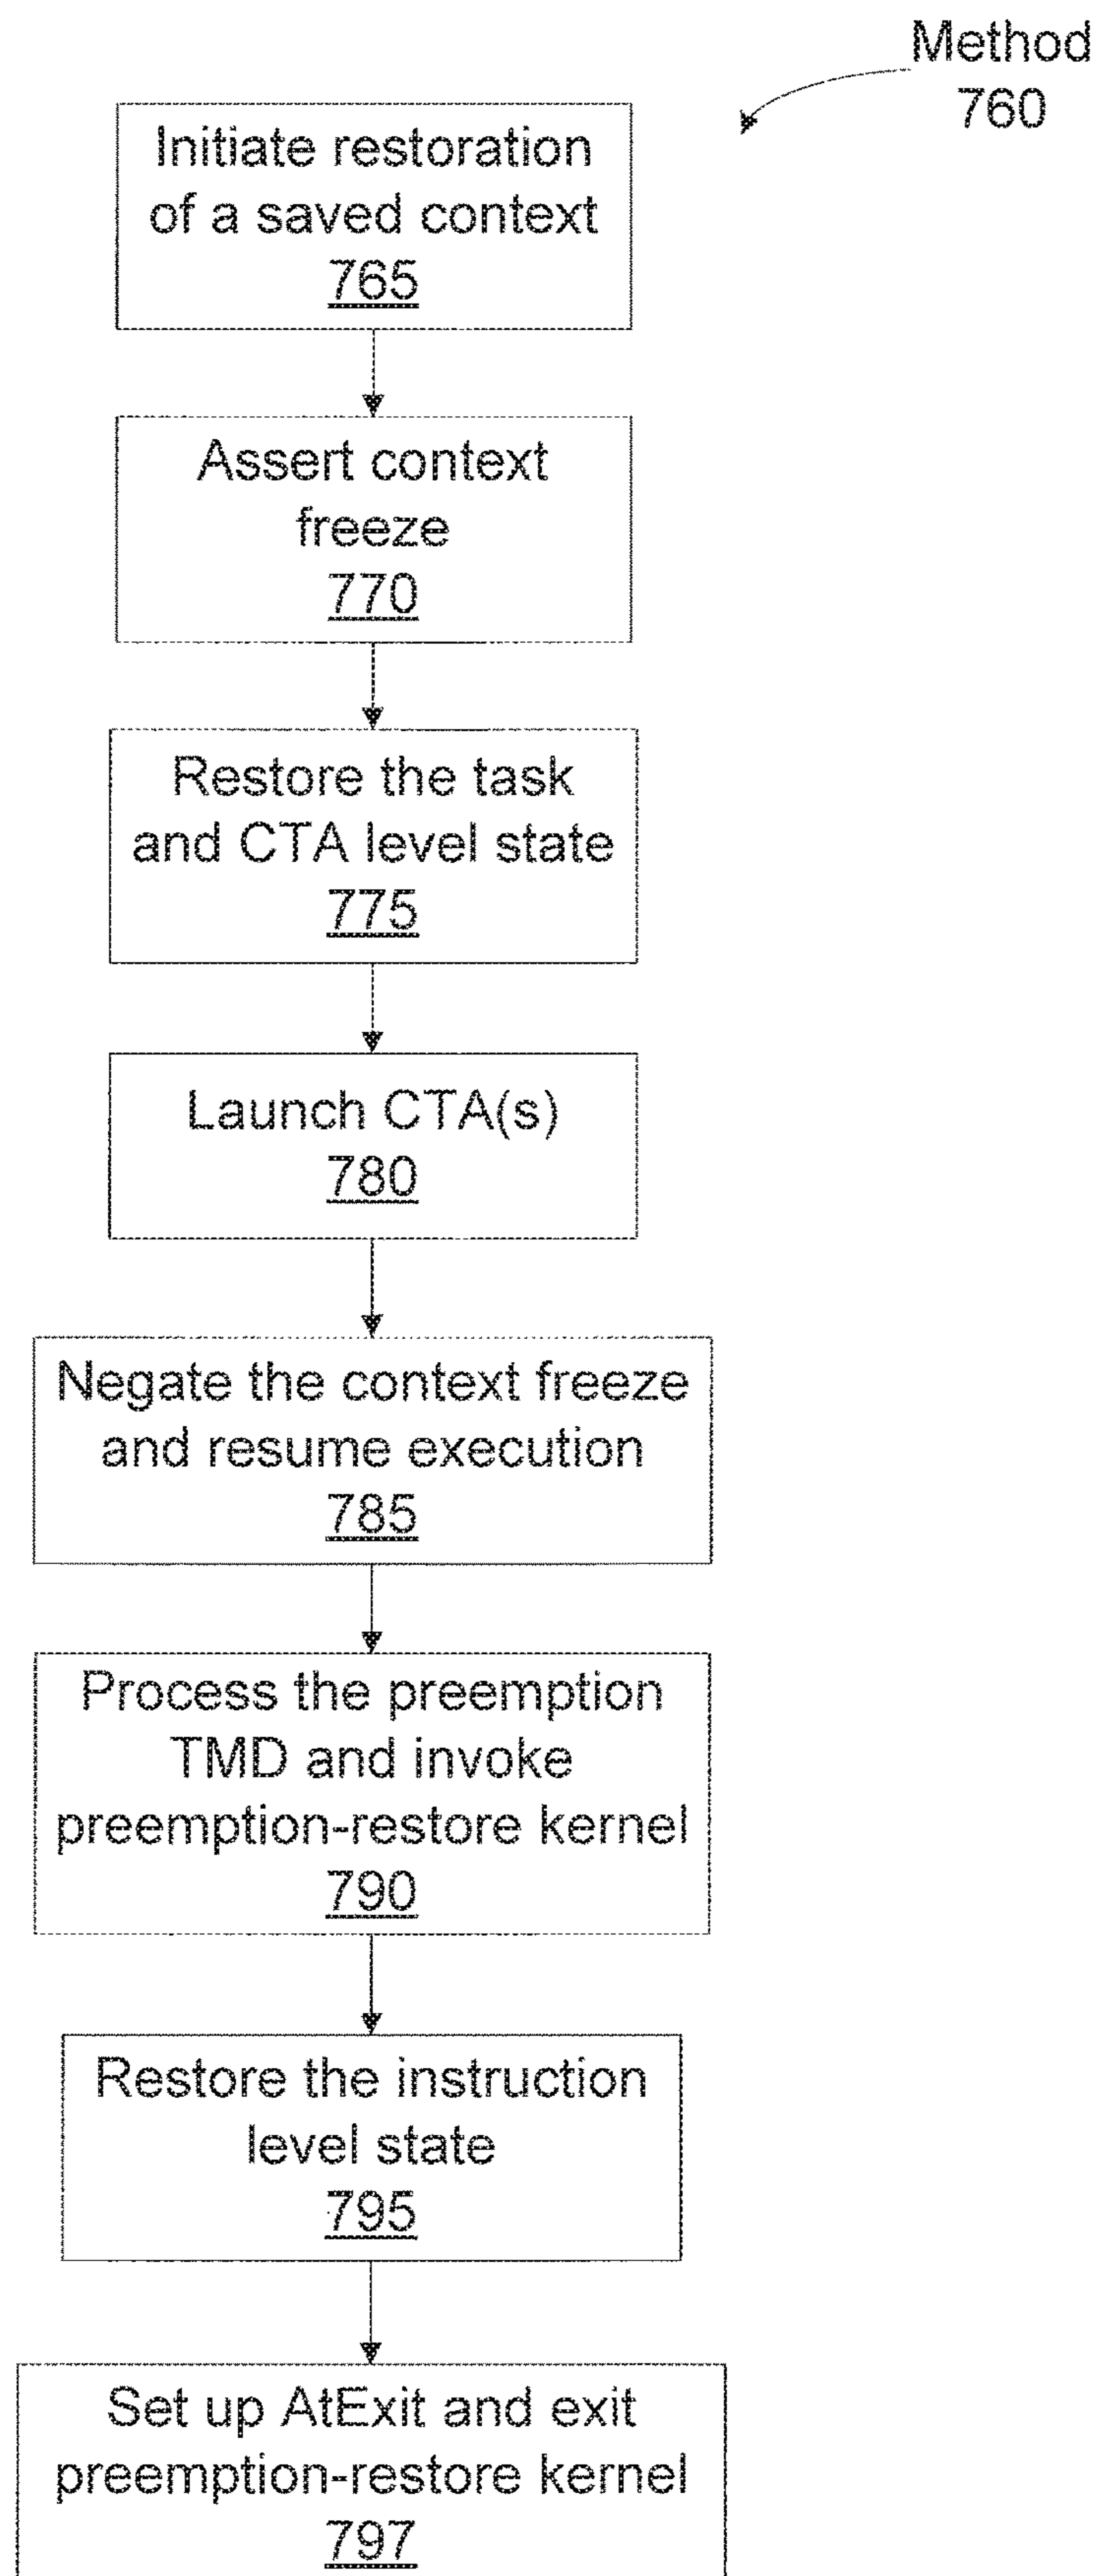 Method
760
Initiate restoration
of a saved context
765
Assert context
freeze
770
Restore the task
and CTA level state
775
Launch CTA(s)
780
Negate the context freeze
and resume execution
785
Process the preemption
TMD and invoke
preemption-restore kernel
790
Restore the instruction
level state
795
Set up AtExit and exit
preemption-restore kernel
797